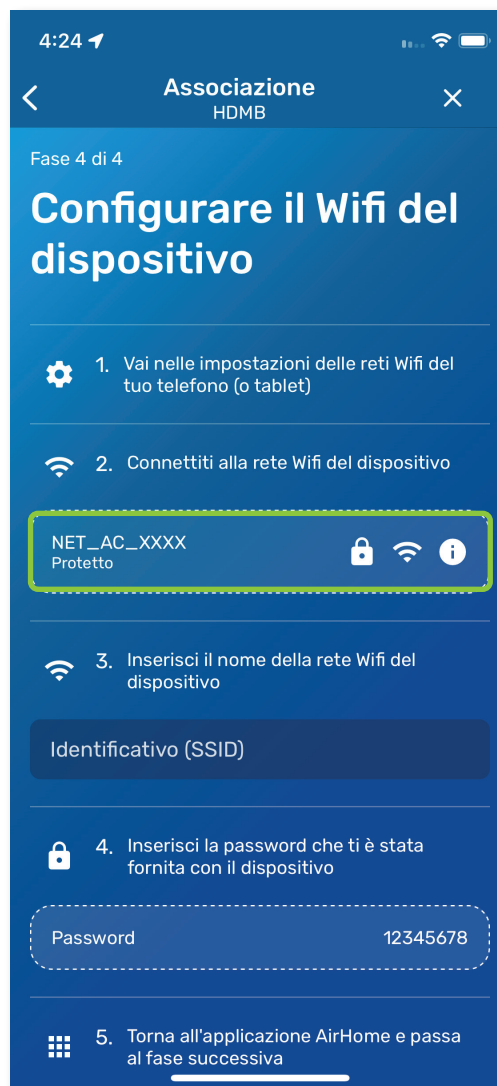 4:24
Associazione
HDMB
Fase 4 di 4
Configurare il Wifi del
dispositivo
1. Vai nelle impostazioni delle reti Wifi del
tuo telefono (o tablet)
2. Connettiti alla rete Wifi del dispositivo
NET_AC_XXXX
Protetto
3. Inserisci il nome della rete Wifi del
dispositivo
Identificativo (SSID)
4. Inserisci la password che ti è stata
fornita con il dispositivo
Password 12345678
5. Torna all'applicazione AirHome e passa
al fase successiva